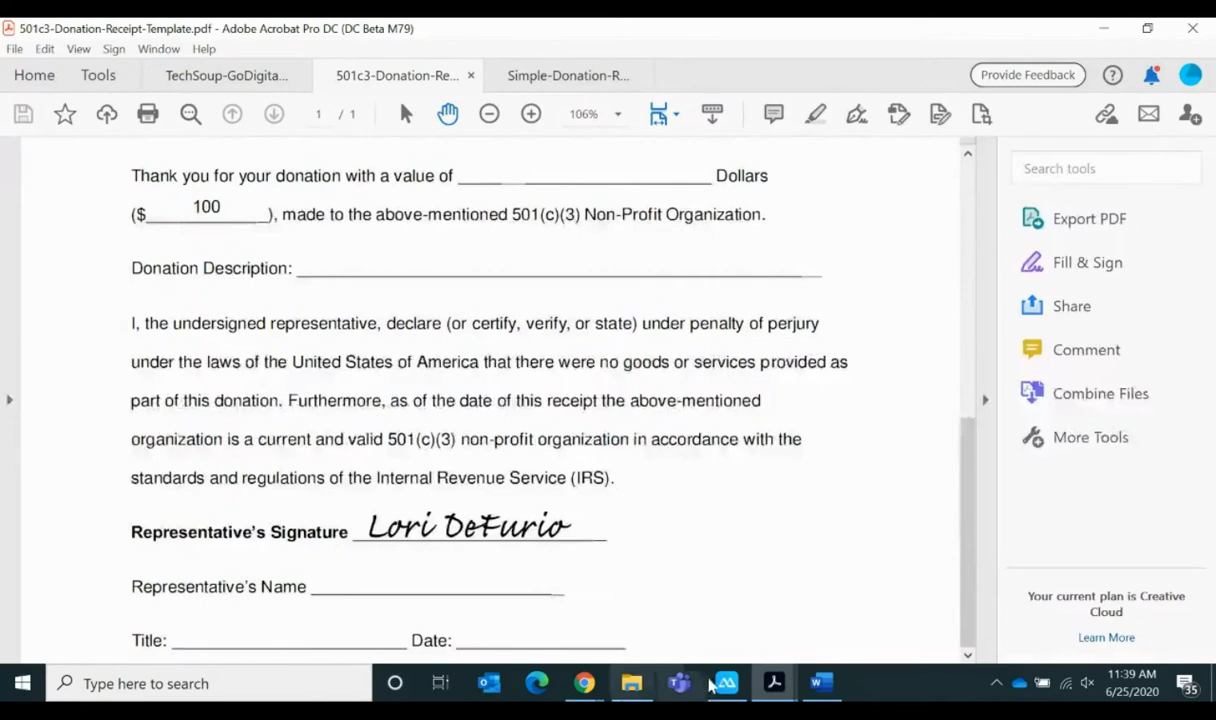 501c3-Donation-Receipt-Template.pdf - Adobe Acrobat Pro DC (DC Beta M79)
File Edit View Sign Window Help
Home Tools TechSoup-GoDigita... 501c3-Donation-Re... × Simple-Donation-R...
Provide Feedback
1 / 1 106%
Thank you for your donation with a value of ____ Dollars
($ 100 ), made to the above-mentioned 501(c)(3) Non-Profit Organization.
Donation Description: ____
I, the undersigned representative, declare (or certify, verify, or state) under penalty of perjury
under the laws of the United States of America that there were no goods or services provided as
part of this donation. Furthermore, as of the date of this receipt the above-mentioned
organization is a current and valid 501(c)(3) non-profit organization in accordance with the
standards and regulations of the Internal Revenue Service (IRS).
Representative's Signature Lori DeFurio
Representative's Name ____
Title: ____ Date: ____
Search tools
Export PDF
Fill & Sign
Share
Comment
Combine Files
More Tools
Your current plan is Creative
Cloud
Learn More
Type here to search
11:39 AM
6/25/2020
35